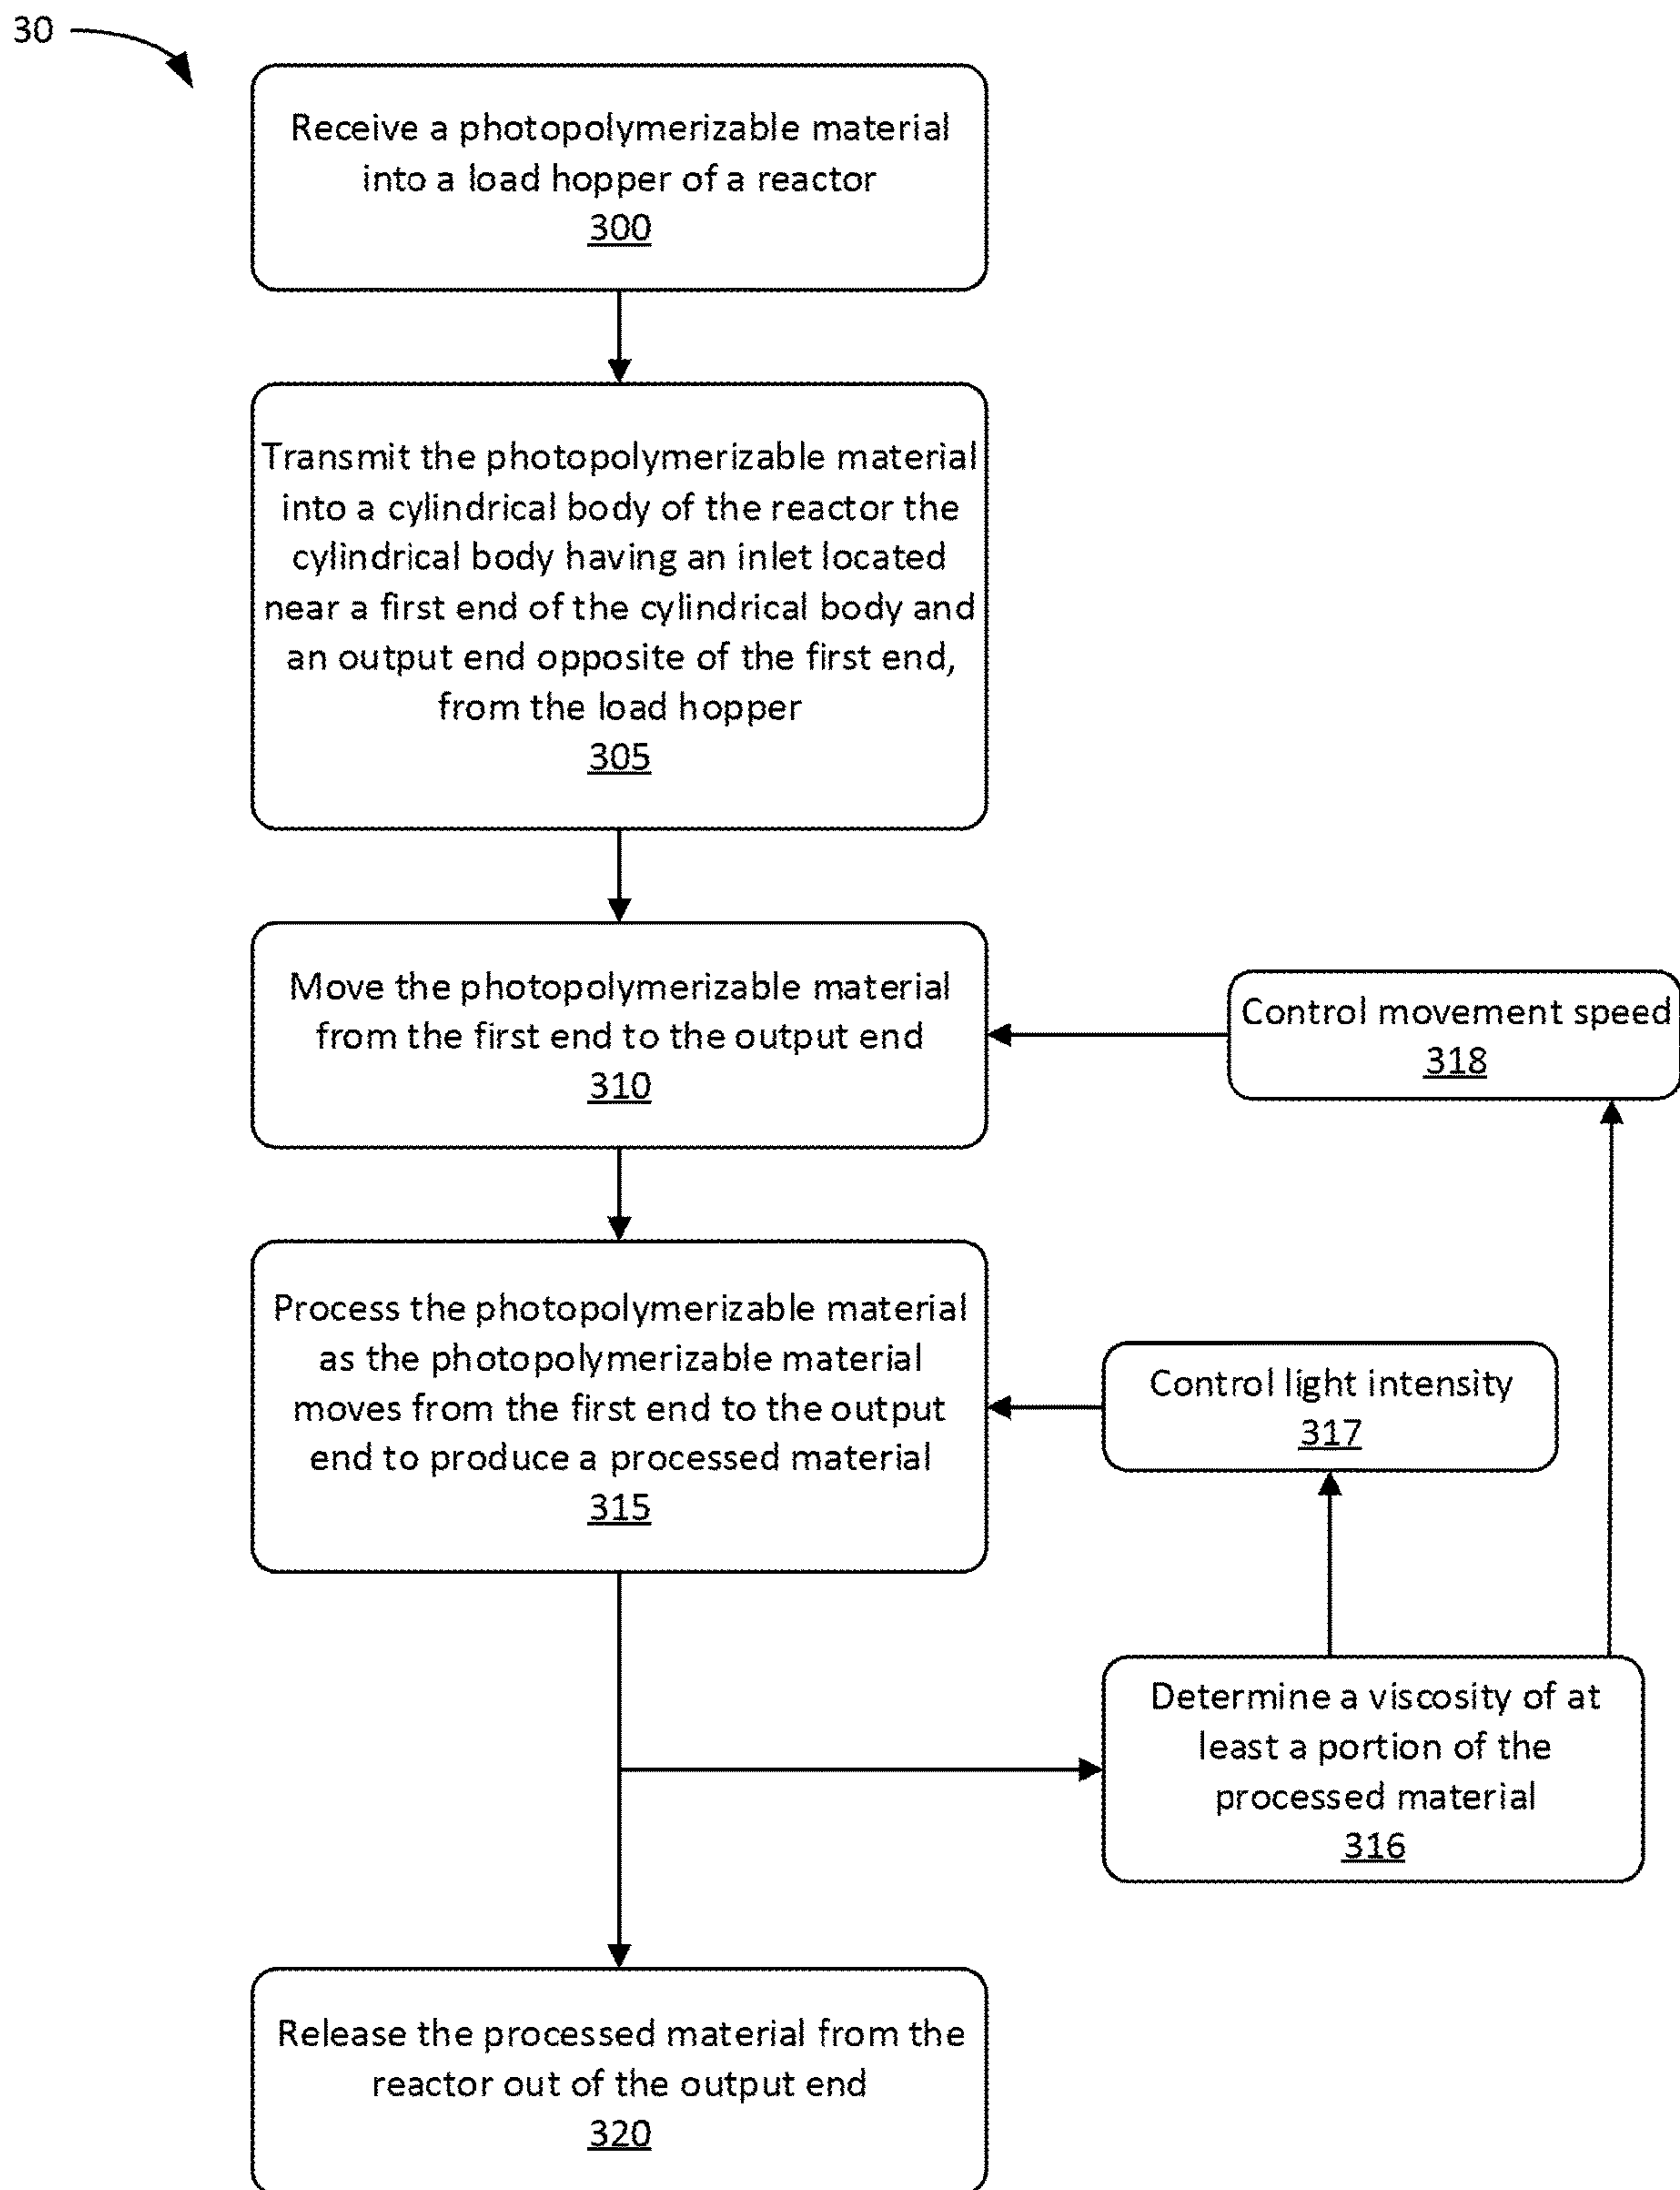 30
Receive a photopolymerizable material
into a load hopper of a reactor
300
Transmit the photopolymerizable material
into a cylindrical body of the reactor the
cylindrical body having an inlet located
near a first end of the cylindrical body and
an output end opposite of the first end,
from the load hopper
305
Move the photopolymerizable material
from the first end to the output end
310
Control movement speed
318
Process the photopolymerizable material
as the photopolymerizable material
moves from the first end to the output
end to produce a processed material
315
Control light intensity
317
Determine a viscosity of at
least a portion of the
processed material
316
Release the processed material from the
reactor out of the output end
320